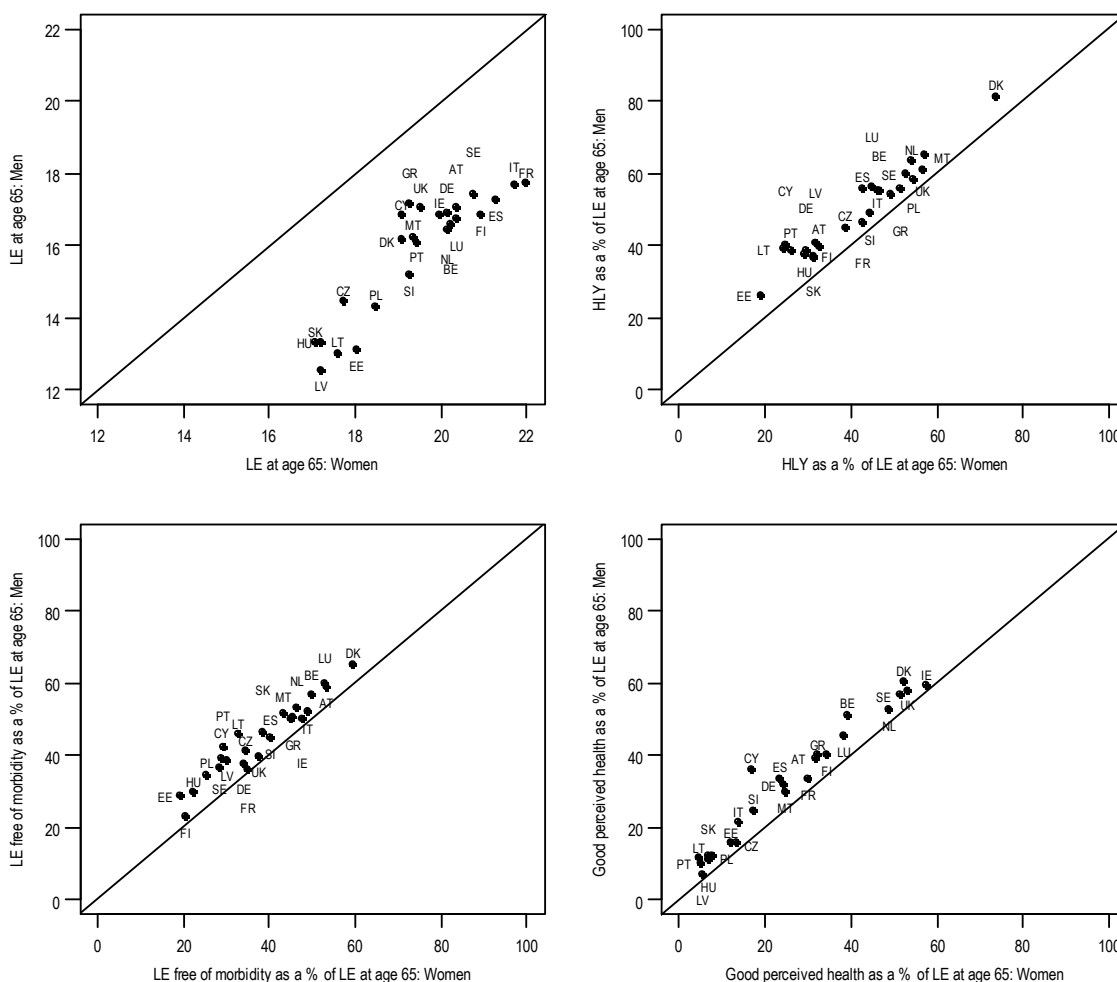 22
20
18
16
14
12
LE at age 65: Men
SE
AT
IT
FR
GR
UK
DE
CY
IE
ES
MT
DK
FI
PT
LU
NL
BE
SI
CZ
PL
SK
HU
LT
EE
LV
12 14 16 18 20 22
LE at age 65: Women
100
80
60
40
20
0
HLY as a % of LE at age 65: Men
DK
LU
BE
NL
MT
ES
SE
CY
LV
UK
DE
IT
PL
CZ
PT
AT
GR
LT
SI
FI
FR
HU
SK
EE
0 20 40 60 80 100
HLY as a % of LE at age 65: Women
100
80
60
40
20
0
LE free of morbidity as a % of LE at age 65: Men
LU
DK
NL
BE
SK
MT
AT
PT
LT
ES
IT
CY
CZ
GR
SI
IE
PL
LV
UK
HU
SE
DE
EE
FR
FI
0 20 40 60 80 100
LE free of morbidity as a % of LE at age 65: Women
100
80
60
40
20
0
Good perceived health as a % of LE at age 65: Men
DK
IE
SE
BE
UK
NL
GR
AT
LU
CY
ES
FI
DE
FR
SI
MT
IT
SK
EE
LT
CZ
PT
PL
HU
LV
0 20 40 60 80 100
Good perceived health as a % of LE at age 65: Women